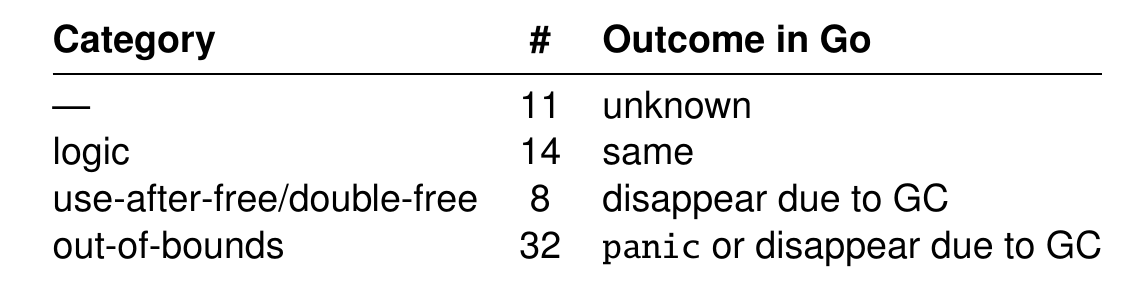 Category # Outcome in Go
— 11 unknown
logic 14 same
use-after-free/double-free 8 disappear due to GC
out-of-bounds 32 panic or disappear due to GC